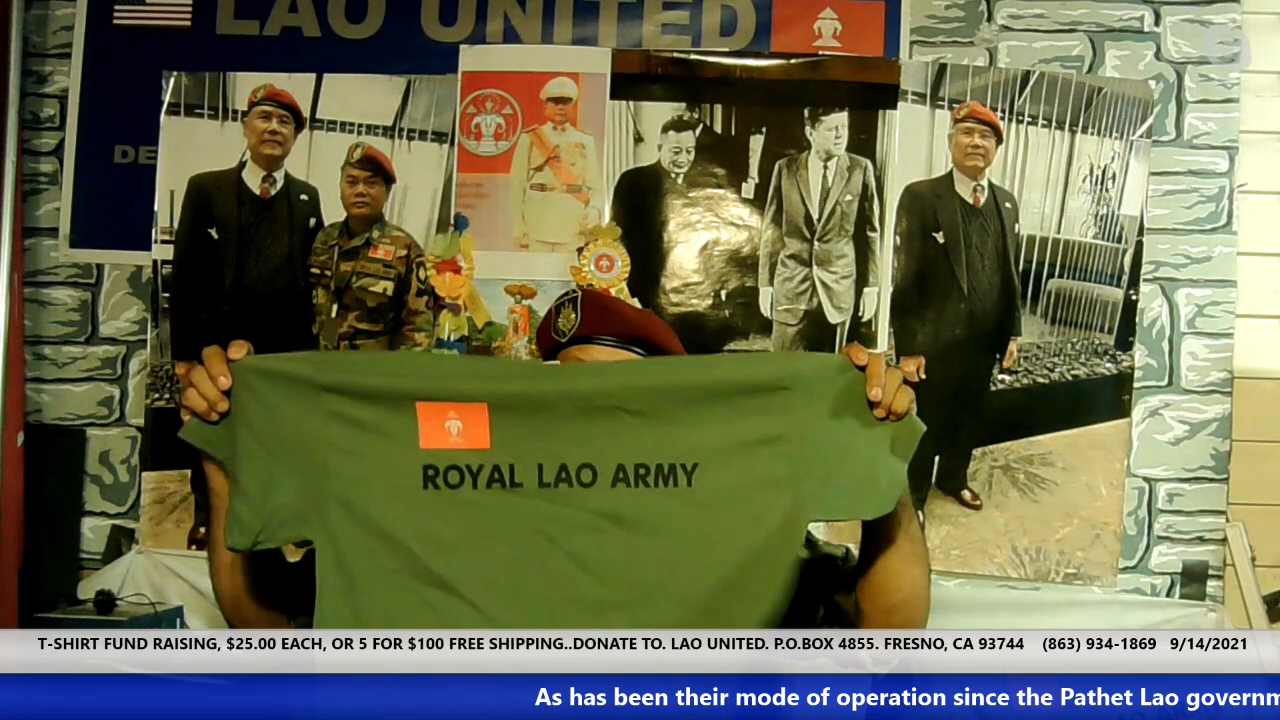 LAO UNITED
DE
ROYAL LAO ARMY
T-SHIRT FUND RAISING, $25.00 EACH, OR 5 FOR $100 FREE SHIPPING..DONATE TO. LAO UNITED. P.O.BOX 4855. FRESNO, CA 93744 (863) 934-1869 9/14/2021
As has been their mode of operation since the Pathet Lao governm